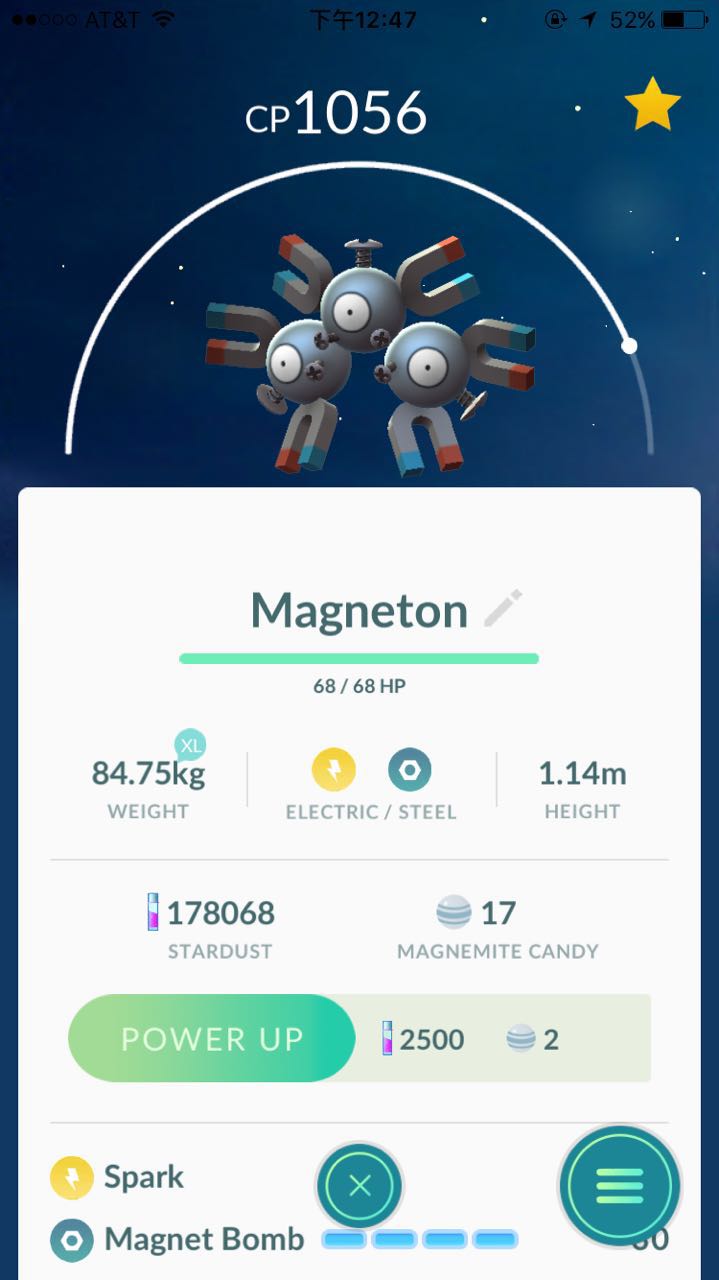 AT&T 下午12:47 52%
CP1056
Magneton
68 / 68 HP
XL
84.75kg 1.14m
WEIGHT ELECTRIC / STEEL HEIGHT
178068 17
STARDUST MAGNEMITE CANDY
POWER UP 2500 2
Spark
Magnet Bomb